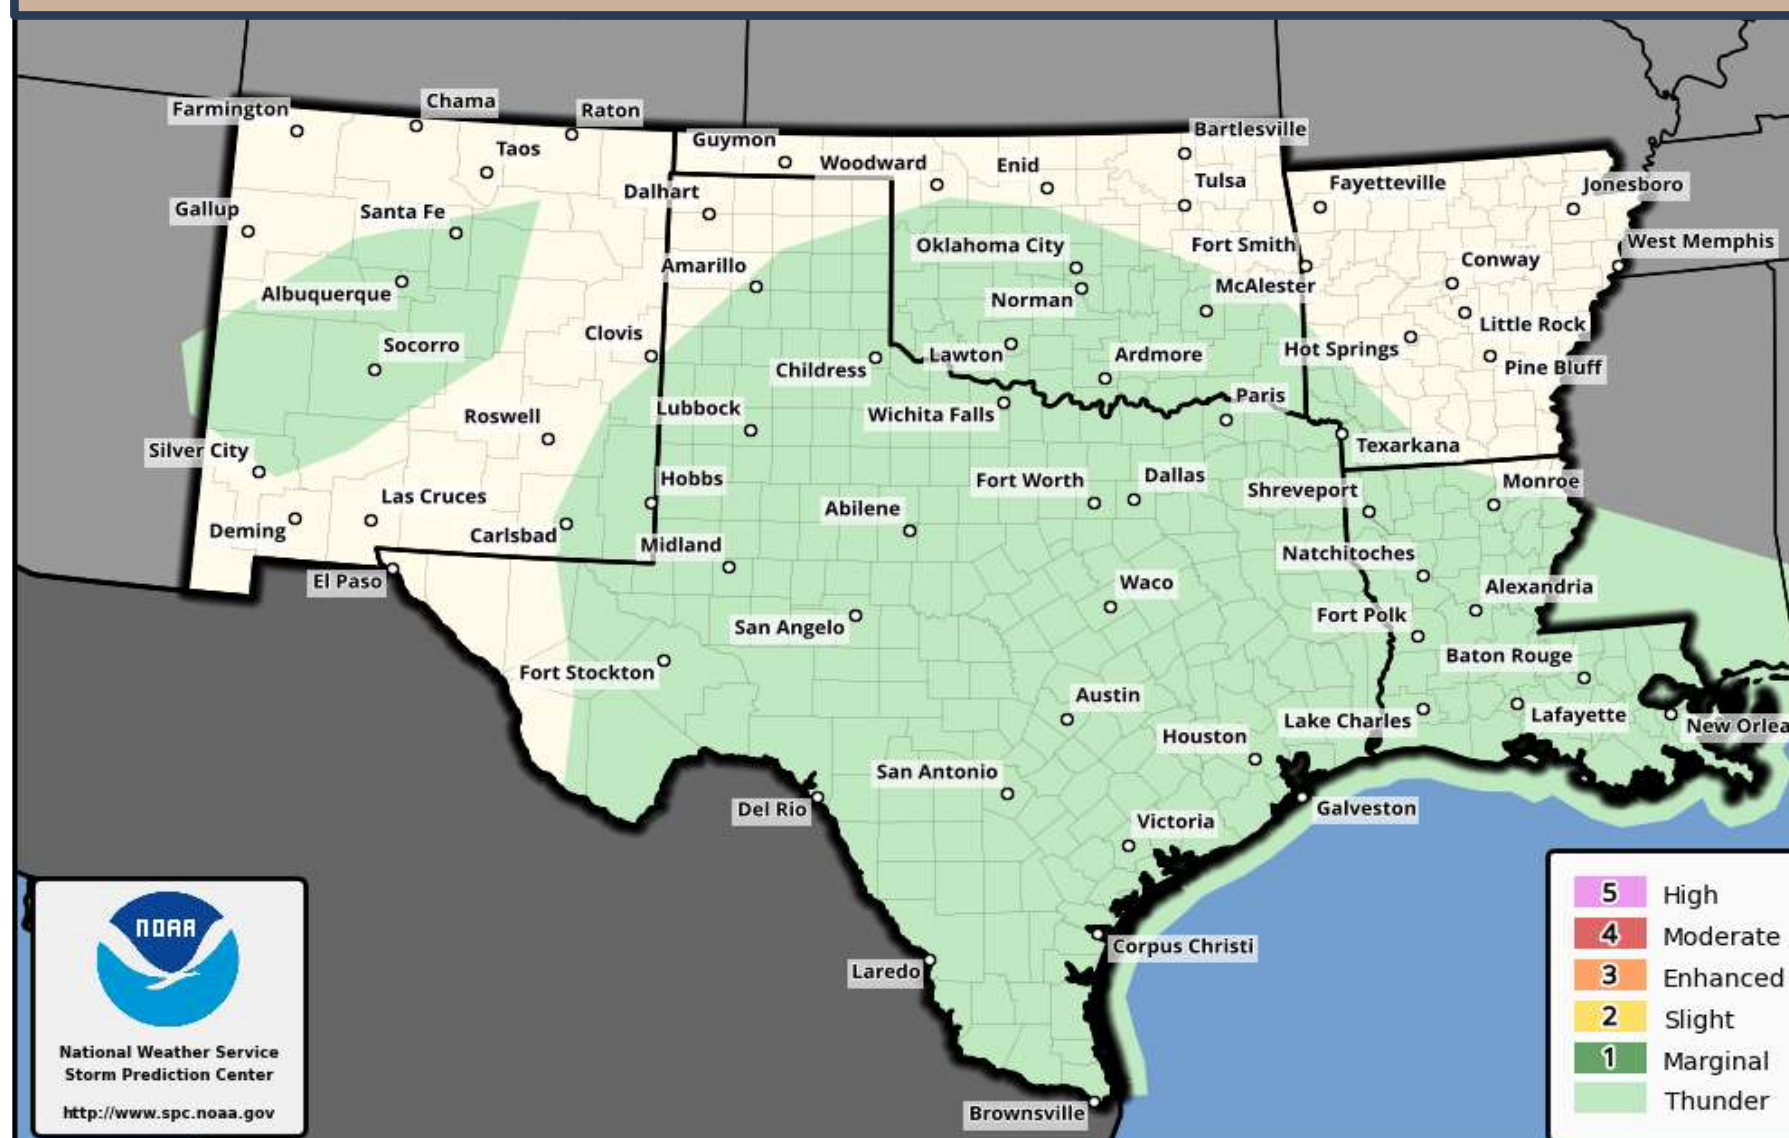 Farmington
Chama
Raton
Taos
Guymon
Woodward
Enid
Bartlesville
Tulsa
Fayetteville
Jonesboro
Dalhart
Gallup
Santa Fe
Oklahoma City
Fort Smith
West Memphis
Conway
Amarillo
Albuquerque
Norman
McAlester
Little Rock
Clovis
Socorro
Hot Springs
Lawton
Ardmore
Childress
Pine Bluff
Paris
Lubbock
Wichita Falls
Roswell
Texarkana
Silver City
Hobbs
Fort Worth
Dallas
Shreveport
Monroe
Las Cruces
Abilene
Deming
Carlsbad
Midland
Natchitoches
El Paso
Waco
Alexandria
San Angelo
Fort Polk
Baton Rouge
Fort Stockton
Austin
Lake Charles
Lafayette
New Orlea
Houston
San Antonio
Del Rio
Galveston
Victoria
Corpus Christi
Laredo
Brownsville
NOAA
National Weather Service
Storm Prediction Center
http://www.spc.noaa.gov
5 High
4 Moderate
3 Enhanced
2 Slight
1 Marginal
Thunder